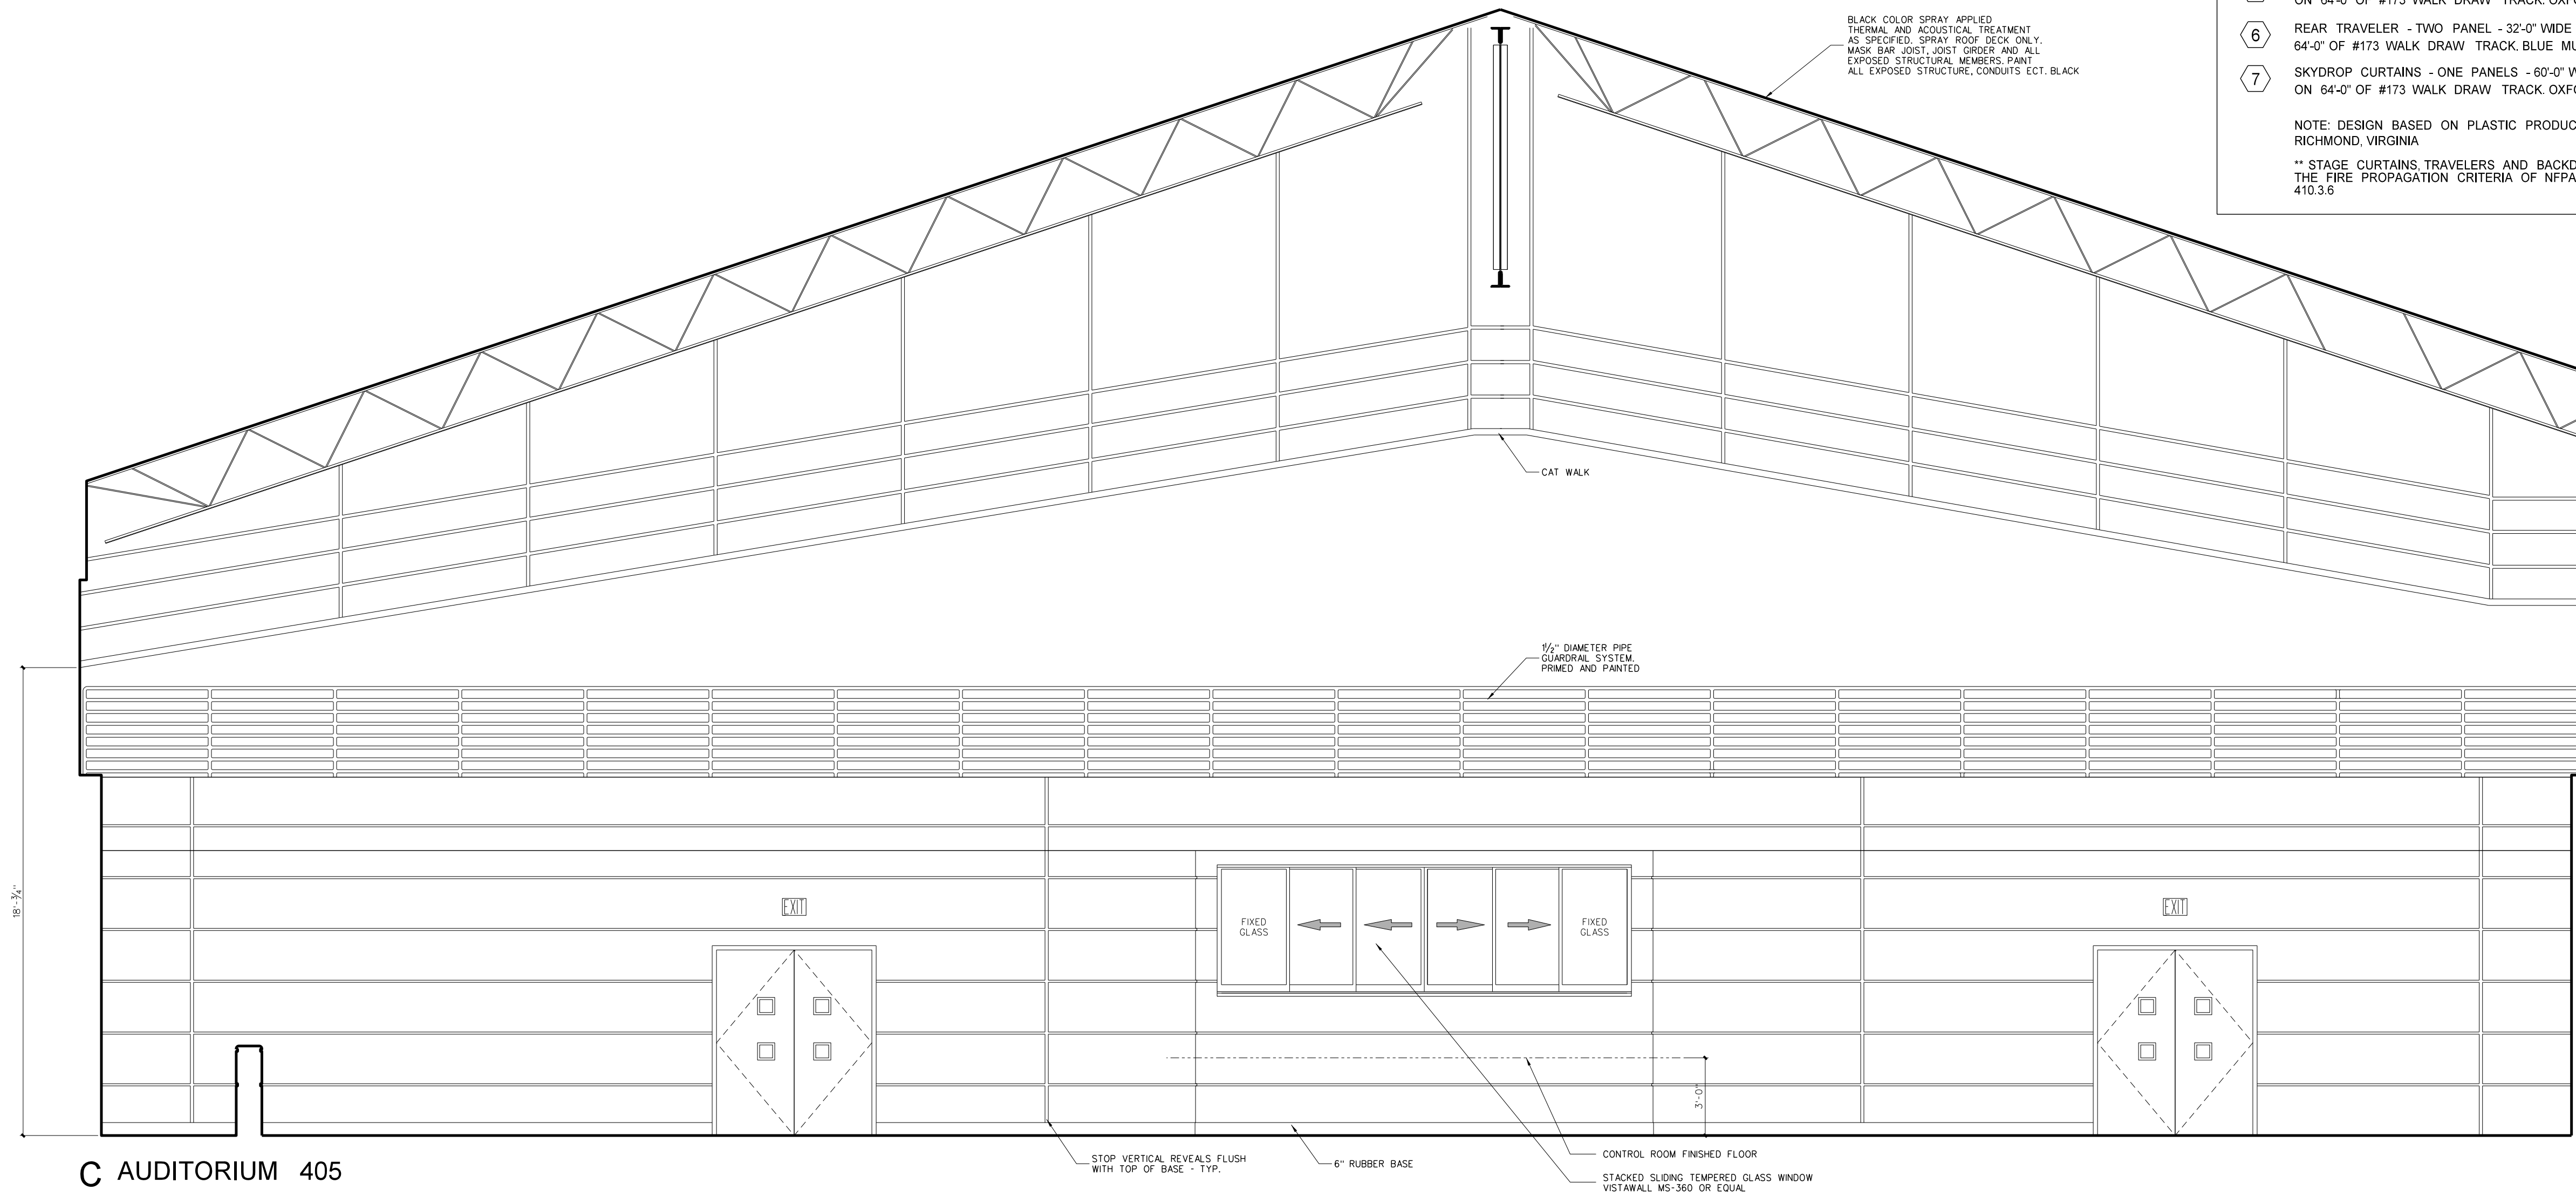 BLACK COLOR SPRAY APPLIED
THERMAL AND ACOUSTICAL TREATMENT
AS SPECIFIED. SPRAY ROOF DECK ONLY.
MASK BAR JOIST, JOIST GIRDER AND ALL
EXPOSED STRUCTURAL MEMBERS. PAINT
ALL EXPOSED STRUCTURE, CONDUITS ECT. BLACK
ON 64'-0" OF #173 WALK DRAW TRACK. OXFO
6 REAR TRAVELER - TWO PANEL - 32'-0" WIDE
64'-0" OF #173 WALK DRAW TRACK. BLUE MU
7 SKYDROP CURTAINS - ONE PANELS - 60'-0" W
ON 64'-0" OF #173 WALK DRAW TRACK. OXFO
NOTE: DESIGN BASED ON PLASTIC PRODUC
RICHMOND, VIRGINIA
** STAGE CURTAINS, TRAVELERS AND BACKD
THE FIRE PROPAGATION CRITERIA OF NFPA
410.3.6
CAT WALK
1½" DIAMETER PIPE
GUARDRAIL SYSTEM.
PRIMED AND PAINTED
18'-¾"
EXIT
FIXED
GLASS
FIXED
GLASS
EXIT
3'-0"
STOP VERTICAL REVEALS FLUSH
WITH TOP OF BASE - TYP.
6" RUBBER BASE
CONTROL ROOM FINISHED FLOOR
STACKED SLIDING TEMPERED GLASS WINDOW
VISTAWALL MS-360 OR EQUAL
C AUDITORIUM 405